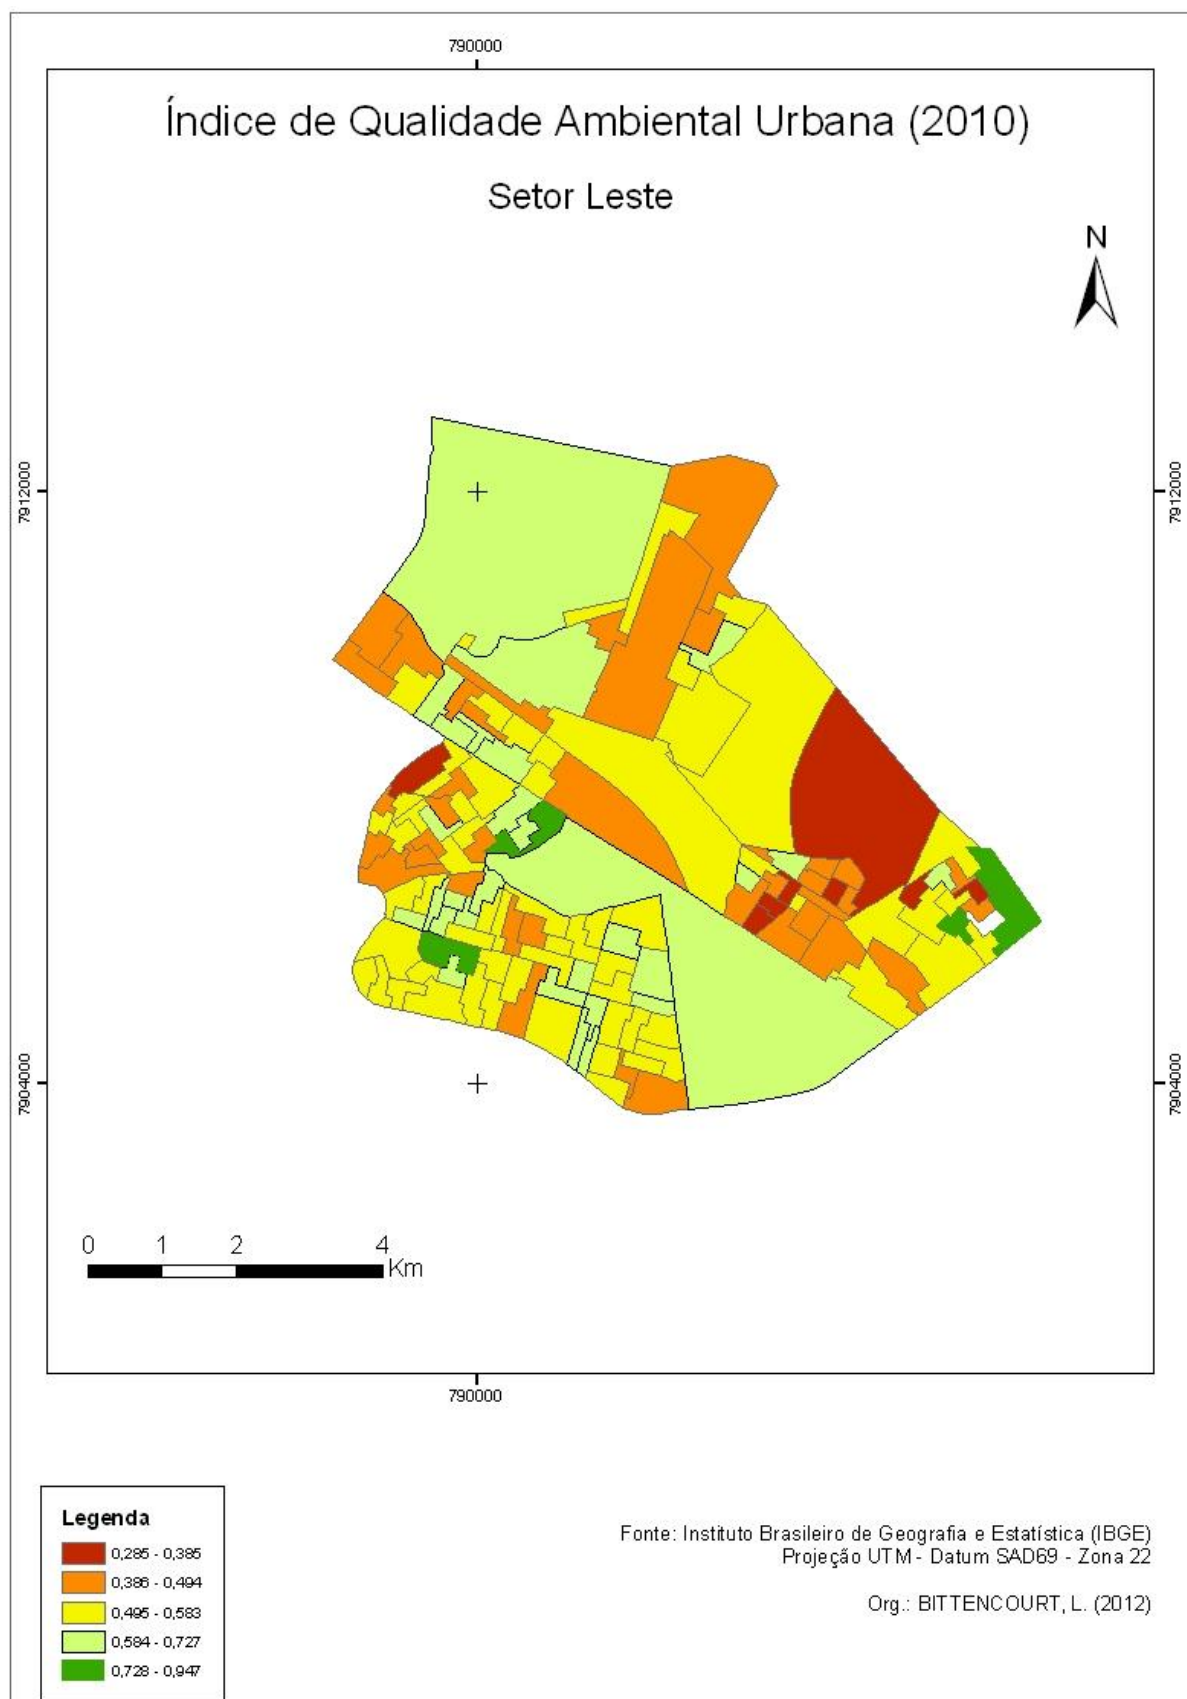 790000
Índice de Qualidade Ambiental Urbana (2010)
Setor Leste
N
7912000
7912000
7904000
7904000
0 1 2 4
Km
790000
Legenda
0,285 - 0,385
0,386 - 0,494
0,495 - 0,583
0,584 - 0,727
0,728 - 0,947
Fonte: Instituto Brasileiro de Geografia e Estatística (IBGE)
Projeção UTM - Datum SAD69 - Zona 22
Org.: BITTENCOURT, L. (2012)